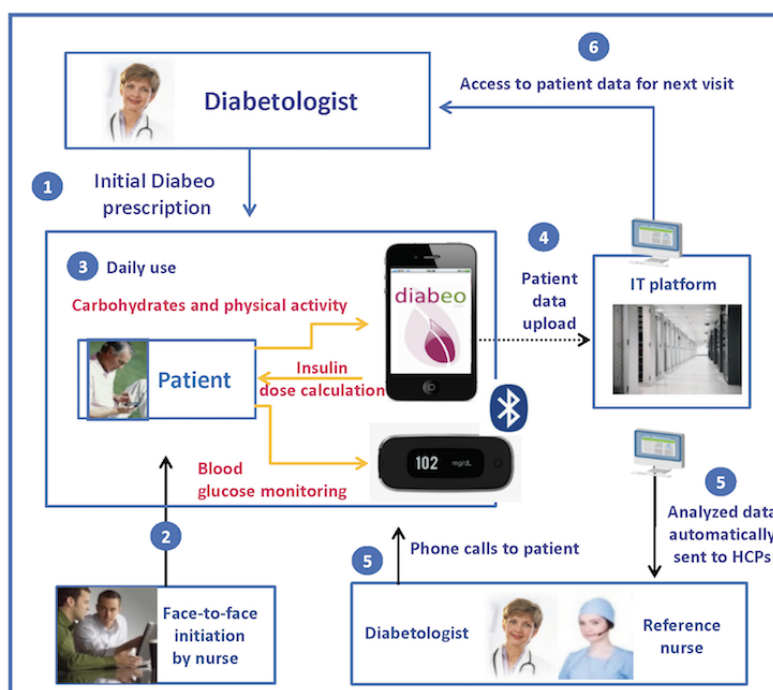 6
Access to patient data for next visit
Diabetologist
1
Initial Diabeo
prescription
3
Daily use
Carbohydrates and physical activity
diabeo
4
Patient
data
upload
IT platform
Patient
Insulin
dose calculation
102 mg/dL
Blood
glucose monitoring
2
Face-to-face
initiation
by nurse
5
Phone calls to patient
5
Analyzed data
automatically
sent to HCPs
Diabetologist
Reference
nurse